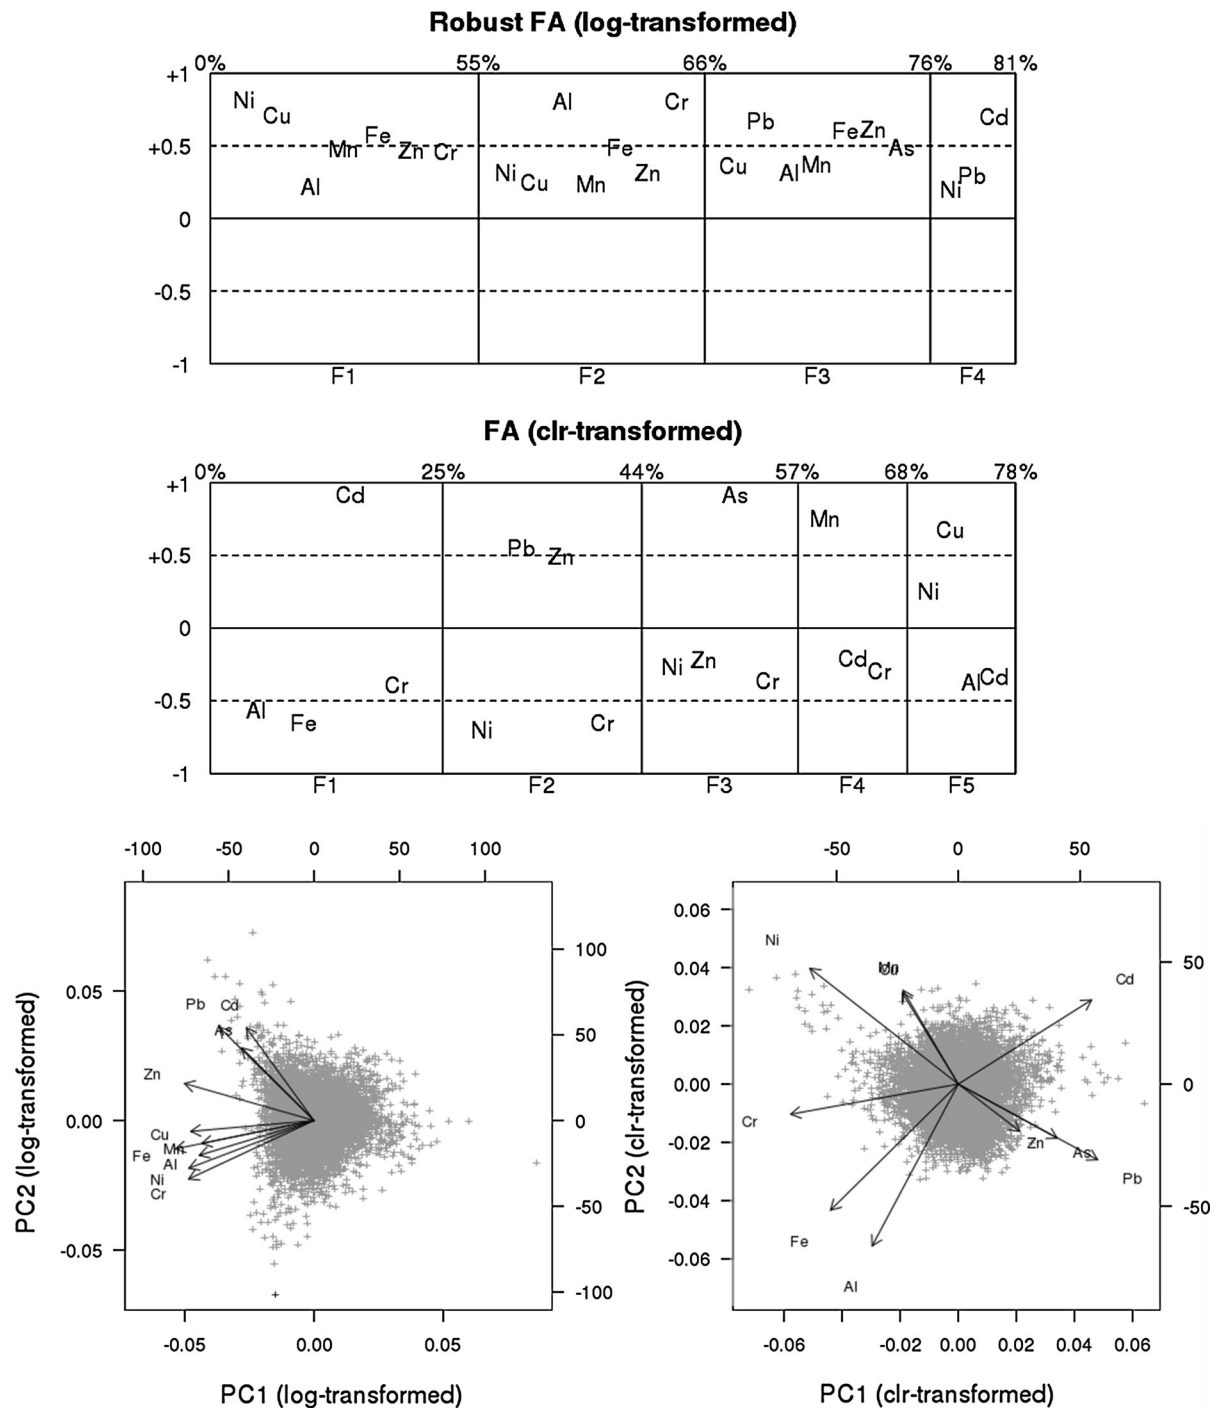 Robust FA (log-transformed)
0% 55% 66% 76% 81%
+1
Ni Cu Al Cr Pb Cd
Fe Fe Zn
+0.5
Mn Zn Cr Fe As
Al Ni Cu Mn Zn Cu Al Mn Ni Pb
0
-0.5
-1
F1 F2 F3 F4
FA (clr-transformed)
0% 25% 44% 57% 68% 78%
+1
Cd As
Mn Cu
+0.5
Pb Zn
Ni
0
Cr Ni Zn Cr Cd Cr Al Cd
-0.5
Al Fe Ni Cr
-1
F1 F2 F3 F4 F5
-100 -50 0 50 100
100
0.05
Pb Cd
As
50
Zn
0.00
0
Cu
Mn
Fe
Al
Ni
Cr
-50
-0.05
-100
-0.05 0.00 0.05
PC2 (log-transformed)
PC1 (log-transformed)
-50 0 50
0.06
Ni
50
0.04
Mn
Cu
Cd
0.02
0.00
0
Cr
-0.02
Zn
As
Pb
-0.04
-50
Fe
-0.06
Al
-0.06 -0.02 0.00 0.02 0.04 0.06
PC2 (clr-transformed)
PC1 (clr-transformed)